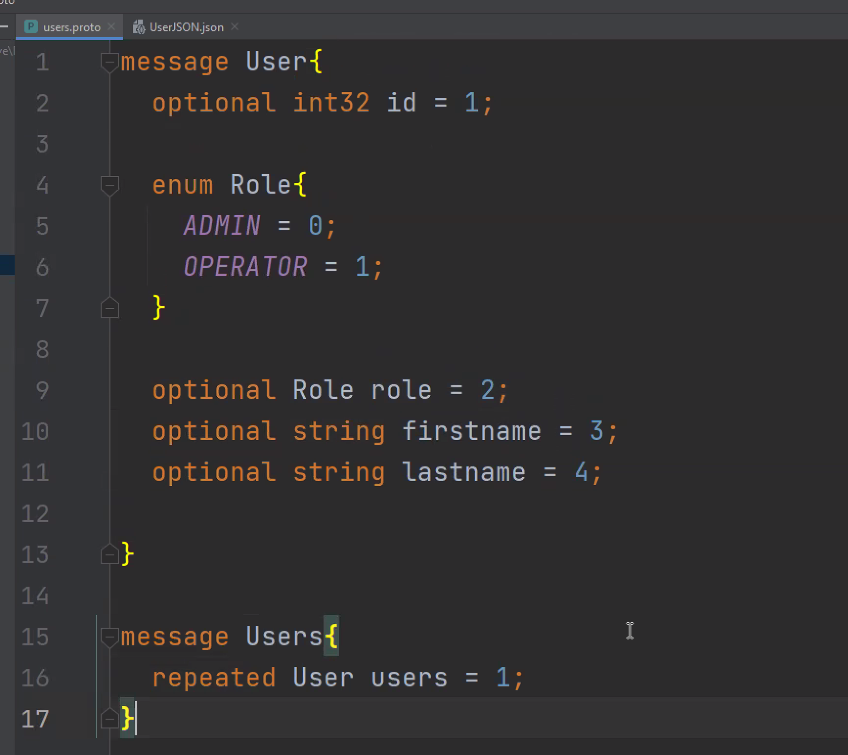 users.proto UserJSON.json
1 message User{
2 optional int32 id = 1;
3
4 enum Role{
5 ADMIN = 0;
6 OPERATOR = 1;
7 }
8
9 optional Role role = 2;
10 optional string firstname = 3;
11 optional string lastname = 4;
12
13 }
14
15 message Users{
16 repeated User users = 1;
17 }